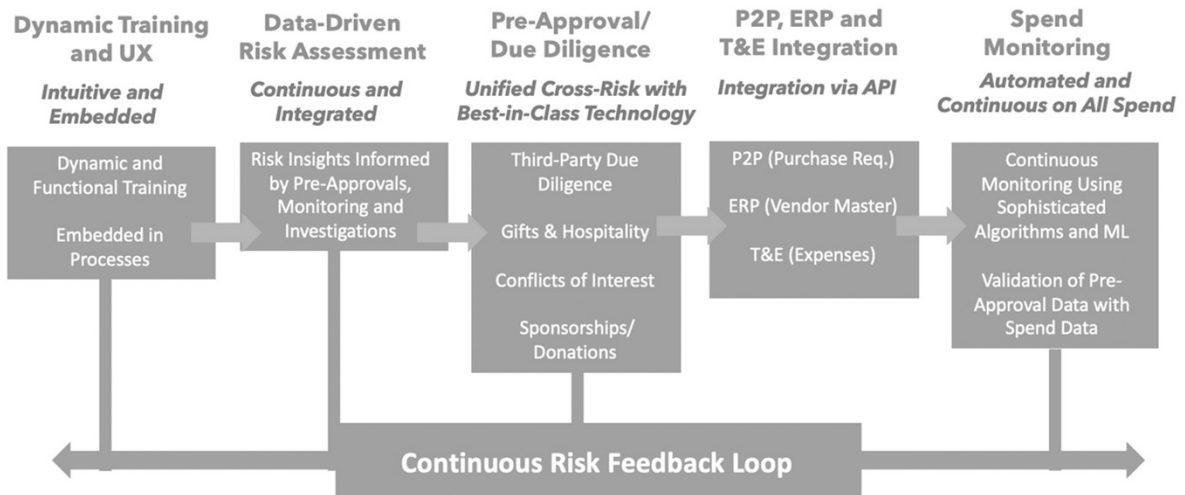 Dynamic Training
and UX
Intuitive and
Embedded
Dynamic and
Functional Training
Embedded in
Processes
Data-Driven
Risk Assessment
Continuous and
Integrated
Risk Insights Informed
by Pre-Approvals,
Monitoring and
Investigations
Pre-Approval/
Due Diligence
Unified Cross-Risk with
Best-in-Class Technology
Third-Party Due
Diligence
Gifts & Hospitality
Conflicts of Interest
Sponsorships/
Donations
P2P, ERP and
T&E Integration
Integration via API
P2P (Purchase Req.)
ERP (Vendor Master)
T&E (Expenses)
Spend
Monitoring
Automated and
Continuous on All Spend
Continuous
Monitoring Using
Sophisticated
Algorithms and ML
Validation of Pre-
Approval Data with
Spend Data
Continuous Risk Feedback Loop